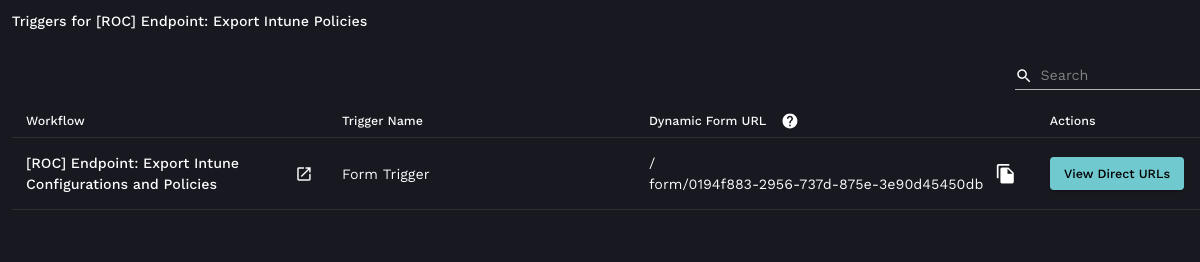 Triggers for [ROC] Endpoint: Export Intune Policies
Search
Workflow
Trigger Name
Dynamic Form URL
Actions
[ROC] Endpoint: Export Intune
Configurations and Policies
Form Trigger
/
form/0194f883-2956-737d-875e-3e90d45450db
View Direct URLs